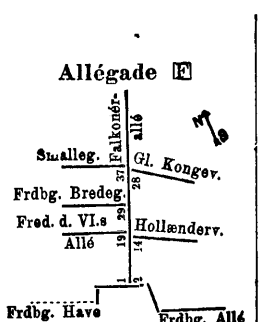 Allégade F
Falkonér-
allé
Smalleg.
Gl. Kongev.
37
28
Frdbg. Bredeg.
29
Fred. d. VI.s
Allé
Hollænderv.
19
14
1
2
Frdbg. Have
Frdbg. Allé
N
S